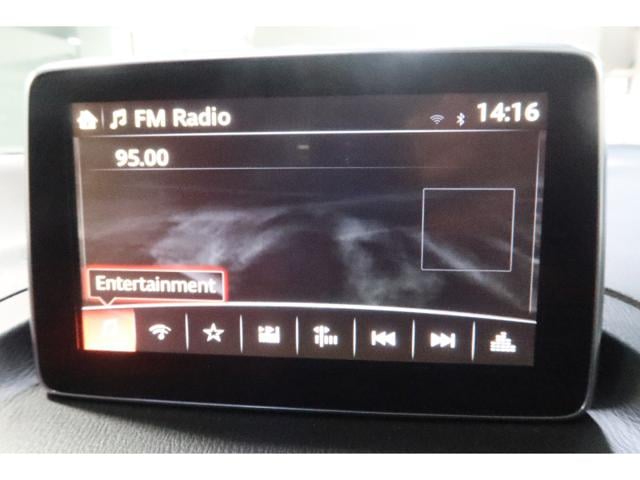 FM Radio 14:16
95.00
Entertainment